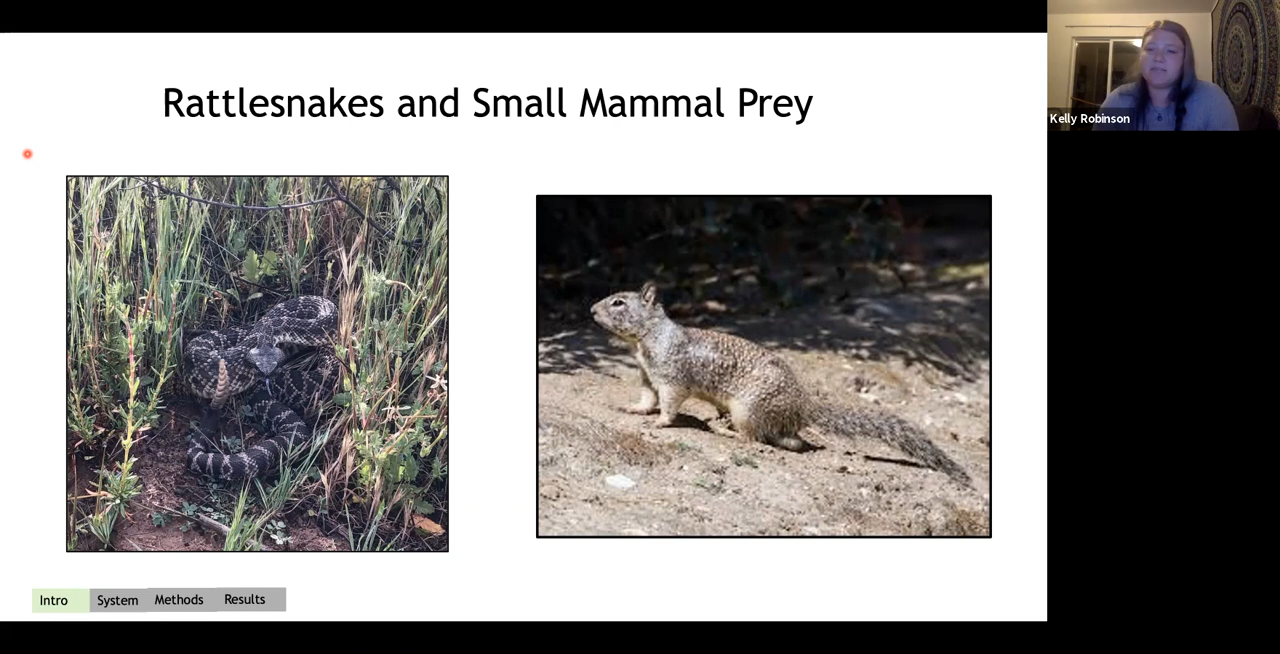 Rattlesnakes and Small Mammal Prey
Kelly Robinson
Intro System Methods Results